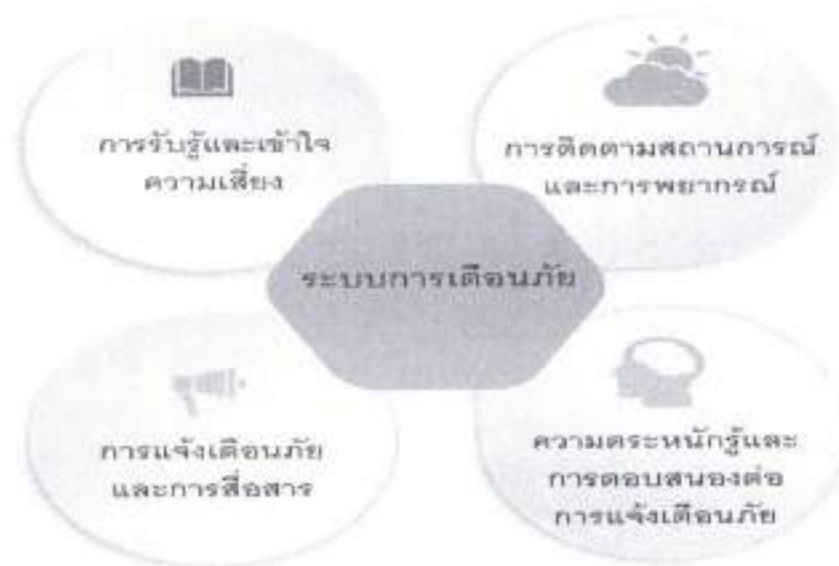 การรับรู้และเข้าใจ
ความเสี่ยง
การติดตามสถานการณ์
และการพยากรณ์
ระบบการเตือนภัย
การแจ้งเตือนภัย
และการสื่อสาร
ความตระหนักรู้และ
การตอบสนองต่อ
การแจ้งเตือนภัย